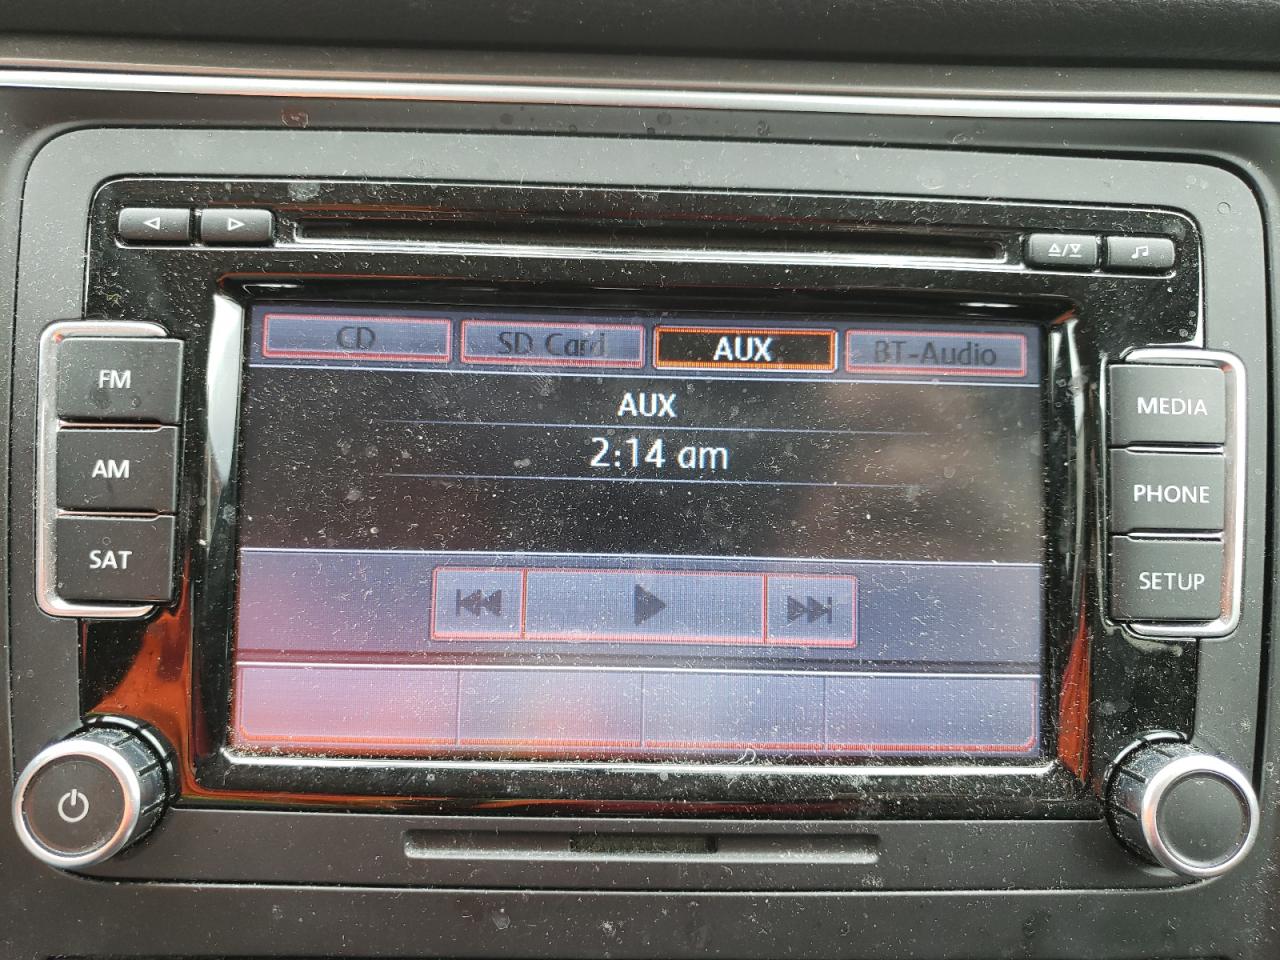 CD SD Card AUX BT-Audio
FM
AUX
MEDIA
2:14 am
AM
PHONE
SAT
SETUP